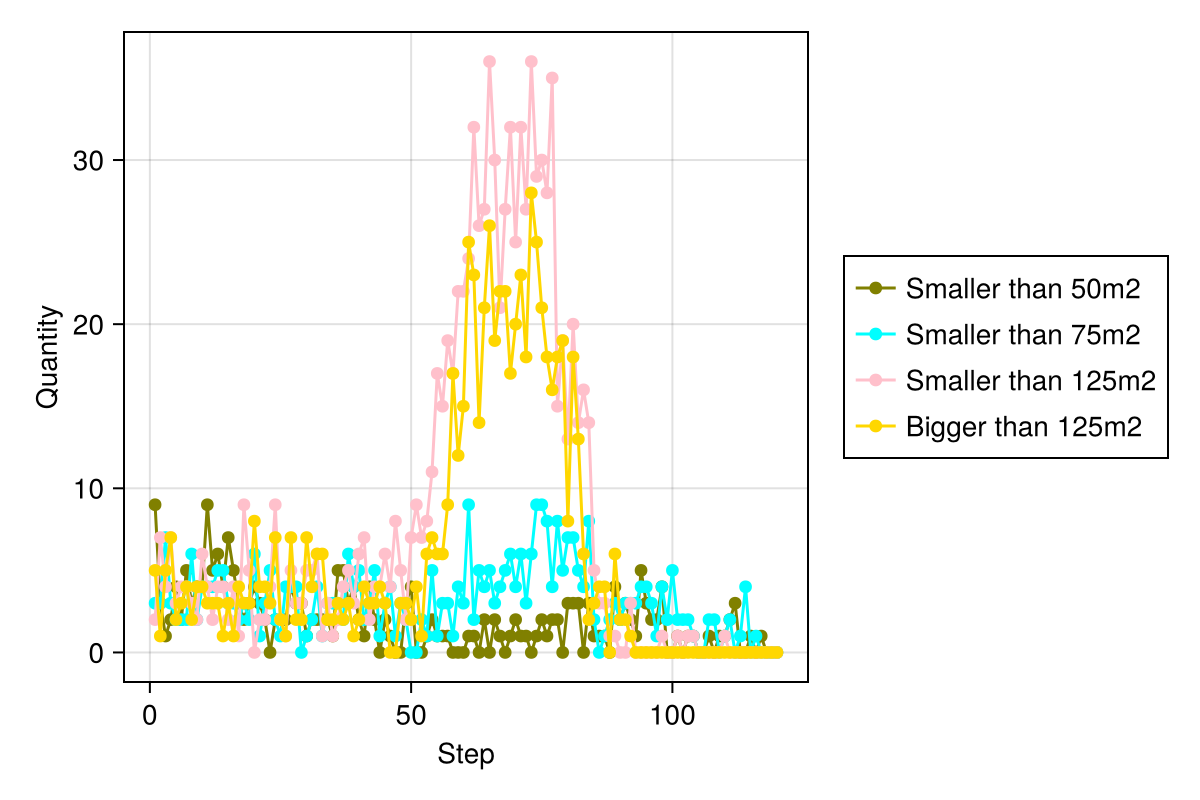 Quantity
30
20
10
0
0
50
100
Step
Smaller than 50m2
Smaller than 75m2
Smaller than 125m2
Bigger than 125m2